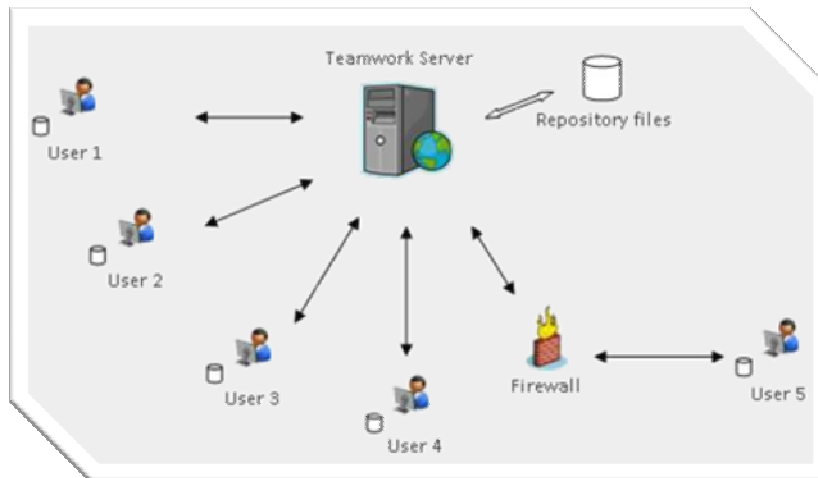 Teamwork Server
Repository files
User 1
User 2
User 3
User 4
Firewall
User 5